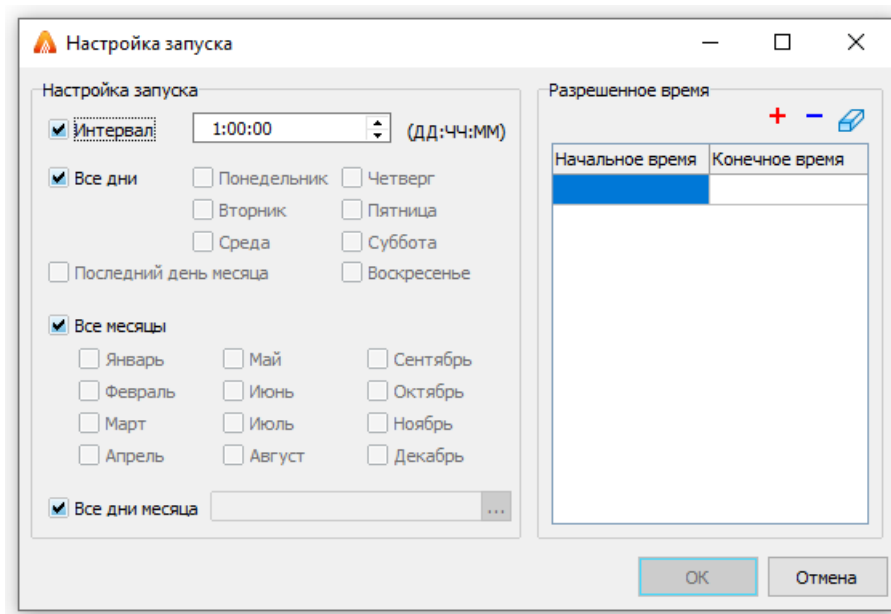 Настройка запуска
Настройка запуска
Интервал 1:00:00 (ДД:ЧЧ:ММ)
Все дни Понедельник Четверг
Вторник Пятница
Среда Суббота
Последний день месяца Воскресенье
Все месяцы
Январь Май Сентябрь
Февраль Июнь Октябрь
Март Июль Ноябрь
Апрель Август Декабрь
Все дни месяца ...
Разрешенное время
Начальное время Конечное время
ОК Отмена